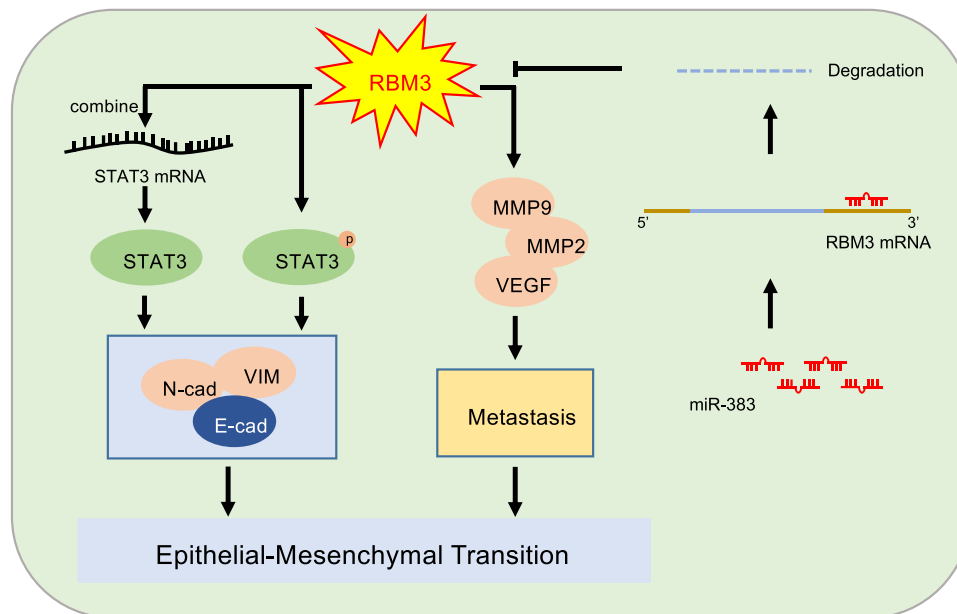 RBM3
Degradation
combine
STAT3 mRNA
MMP9
MMP2
VEGF
5’
3’
RBM3 mRNA
STAT3
STAT3
p
N-cad
VIM
E-cad
Metastasis
miR-383
Epithelial-Mesenchymal Transition